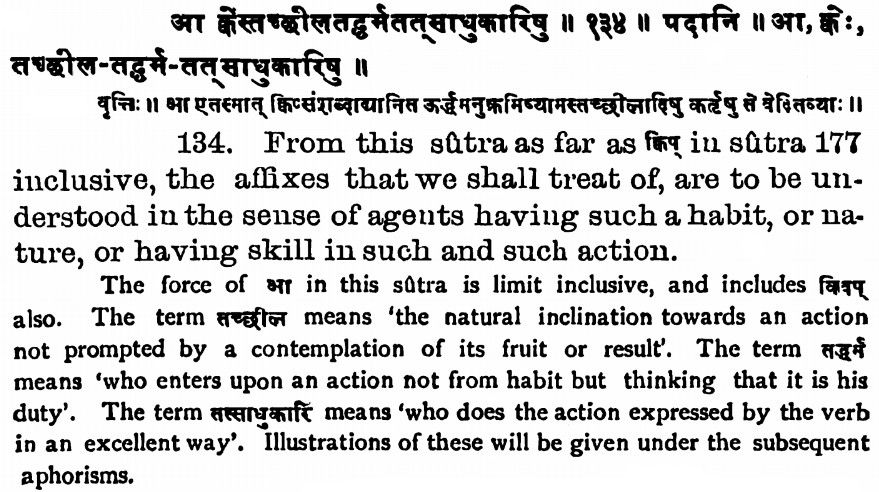 आ क्वेस्तच्छीलतद्धर्मतत्साधुकारिषु ॥ १३४ ॥ पदानि ॥ आ, क्वेः,
तच्छील-तद्धर्म-तत्साधुकारिषु ॥
वृत्तिः ॥ आ एतस्मात् क्विप्संशब्दाद्यानित ऊर्द्धमनुक्रमिष्यामस्तच्छीलादिषु कर्तृषु ते वेदितव्याः ॥
134. From this sûtra as far as क्विप् in sûtra 177
inclusive, the affixes that we shall treat of, are to be un-
derstood in the sense of agents having such a habit, or na-
ture, or having skill in such and such action.
The force of आ in this sûtra is limit inclusive, and includes क्विप्
also. The term तच्छील means 'the natural inclination towards an action
not prompted by a contemplation of its fruit or result'. The term तद्धर्म
means 'who enters upon an action not from habit but thinking that it is his
duty'. The term तत्साधुकारि means 'who does the action expressed by the verb
in an excellent way'. Illustrations of these will be given under the subsequent
aphorisms.